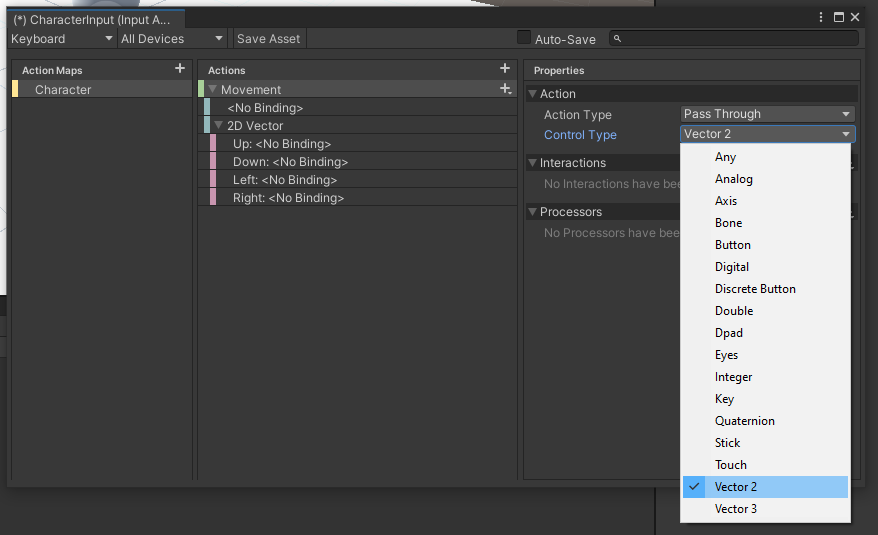 (*) CharacterInput (Input A...
Keyboard All Devices Save Asset Auto-Save
Action Maps +
Character
Actions +
Movement +
<No Binding>
2D Vector
Up: <No Binding>
Down: <No Binding>
Left: <No Binding>
Right: <No Binding>
Properties
Action
Action Type Pass Through
Control Type Vector 2
Interactions
No Interactions have bee
Processors
No Processors have been
Any
Analog
Axis
Bone
Button
Digital
Discrete Button
Double
Dpad
Eyes
Integer
Key
Quaternion
Stick
Touch
Vector 2
Vector 3